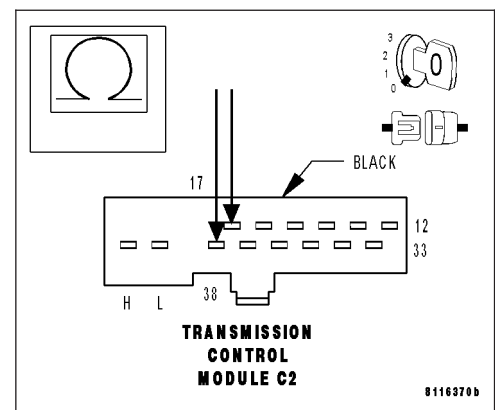 3
2
1
0
BLACK
17
12
33
H L 38
TRANSMISSION
CONTROL
MODULE C2
8116370b